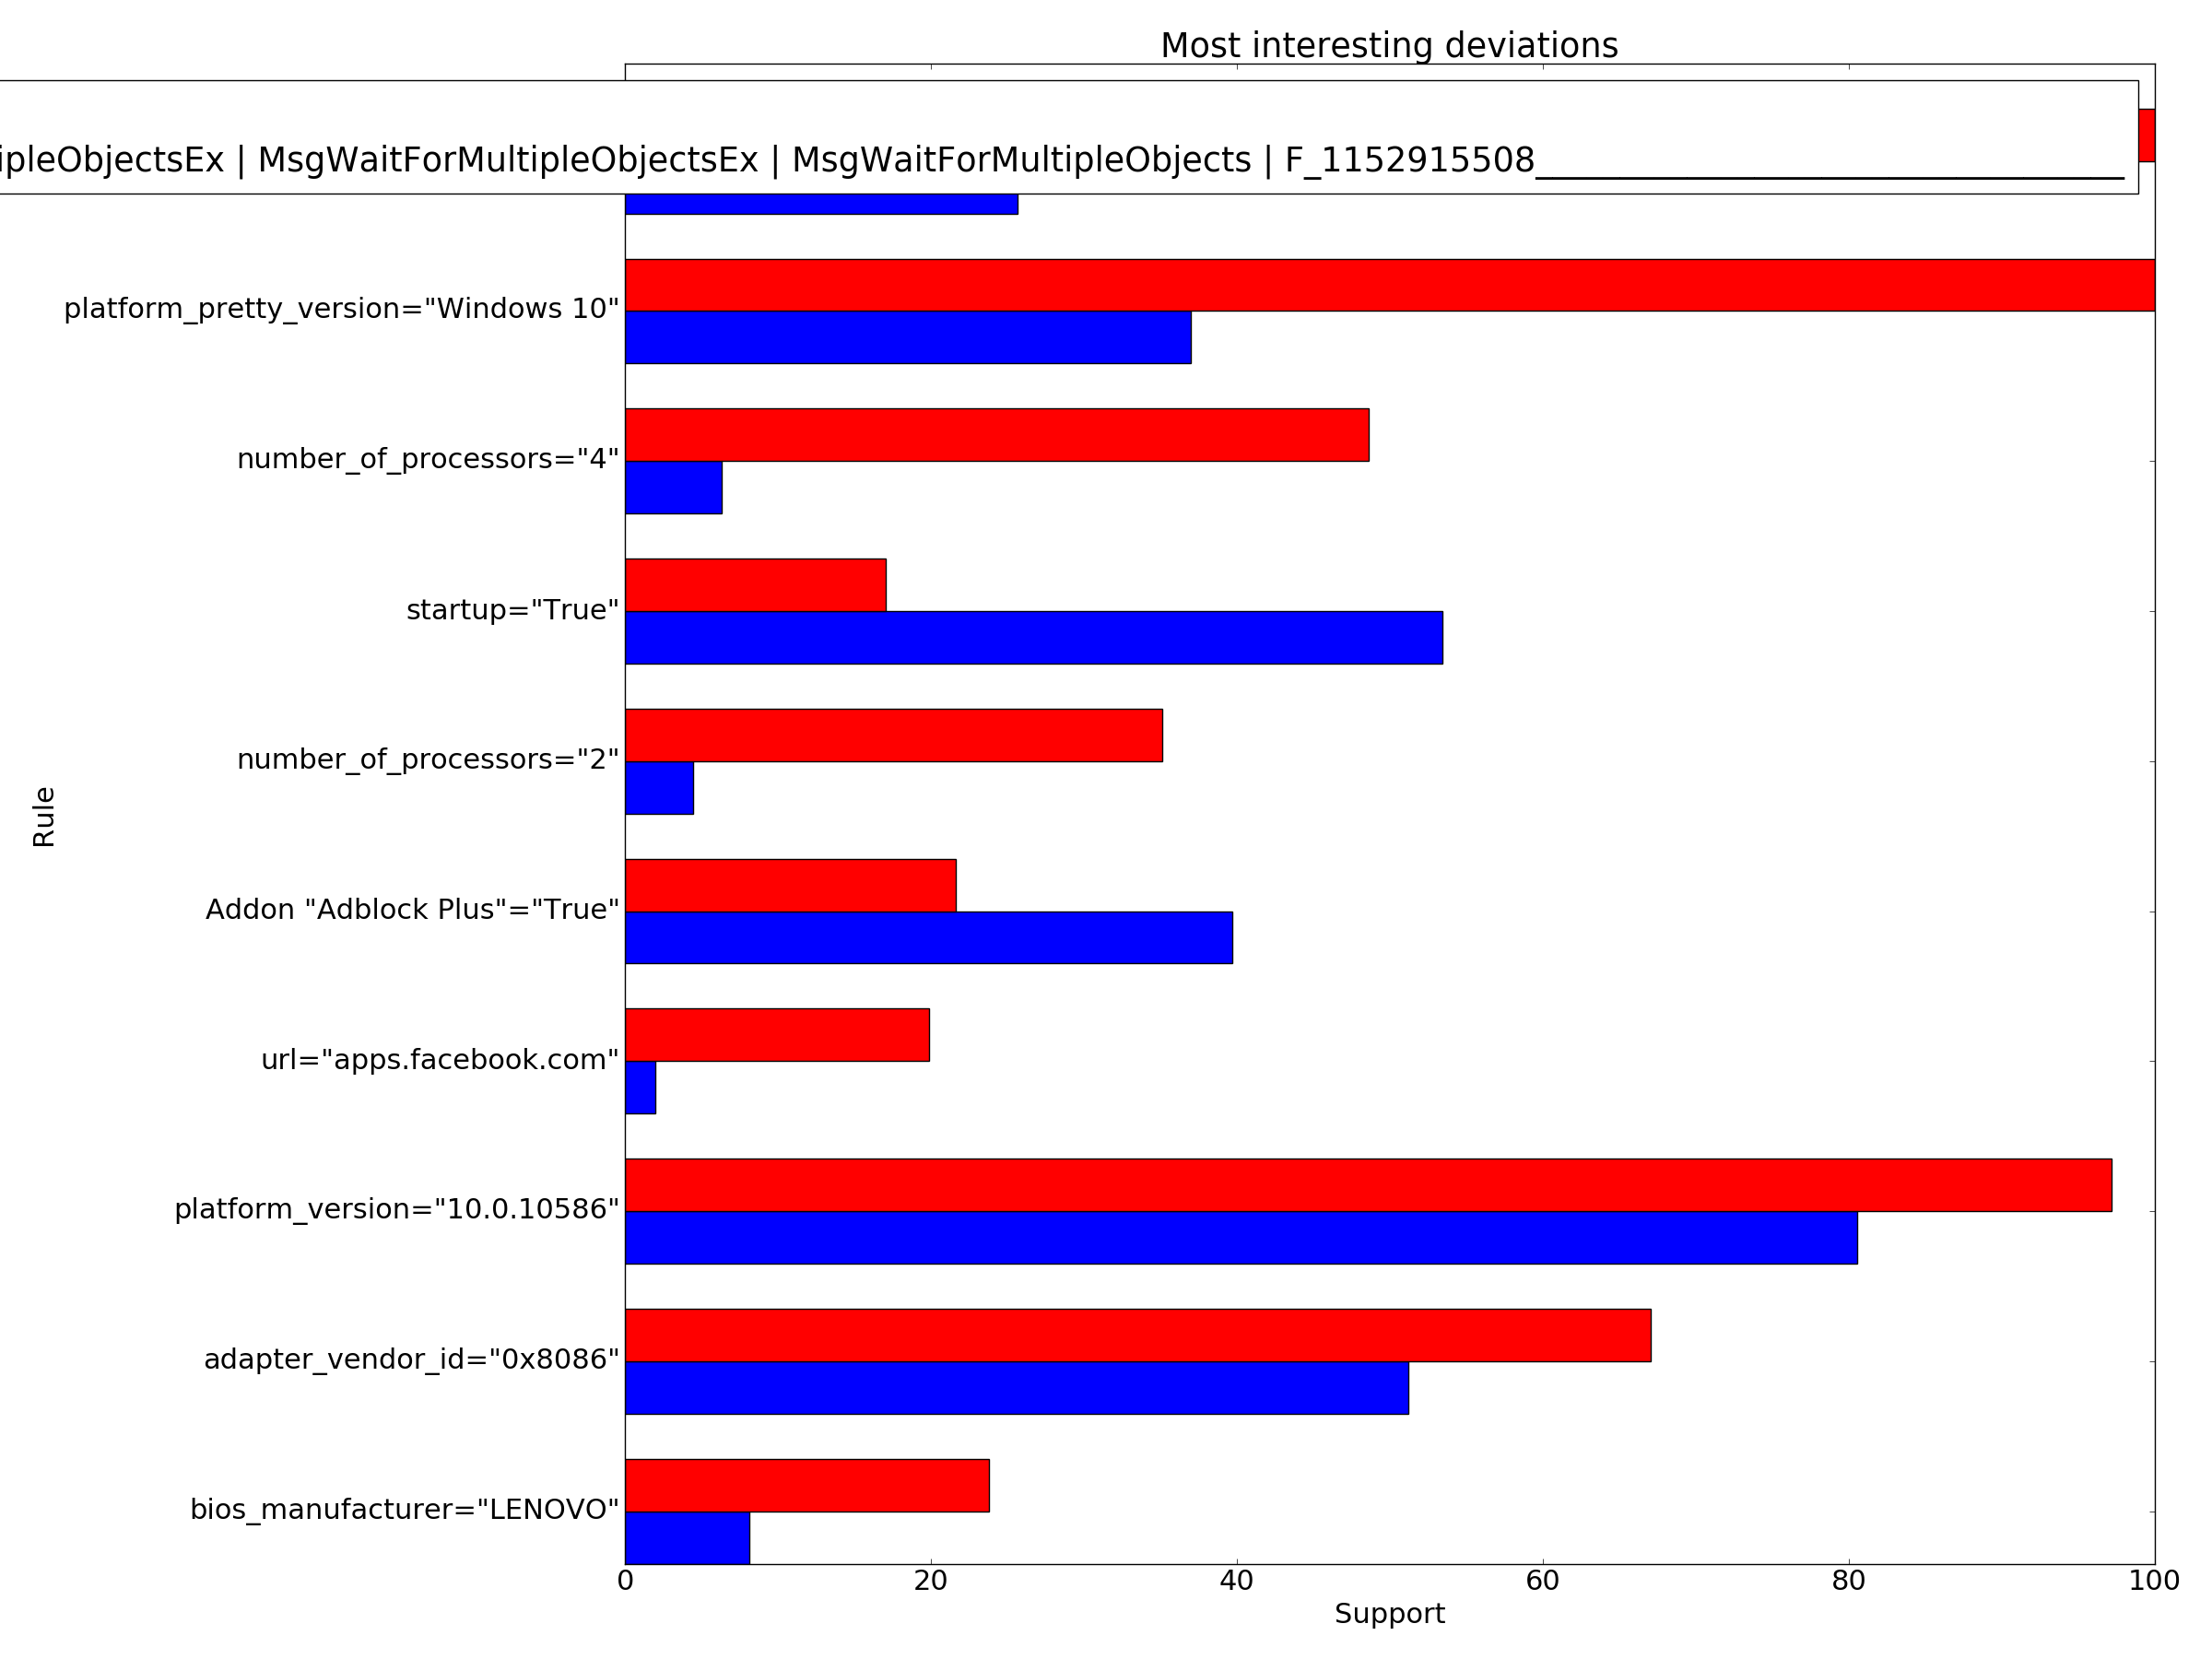 Most interesting deviations
ipleObjectsEx | MsgWaitForMultipleObjectsEx | MsgWaitForMultipleObjects | F_1152915508___________________________________
platform_pretty_version="Windows 10"
number_of_processors="4"
startup="True"
number_of_processors="2"
Rule
Addon "Adblock Plus"="True"
url="apps.facebook.com"
platform_version="10.0.10586"
adapter_vendor_id="0x8086"
bios_manufacturer="LENOVO"
0 20 40 60 80 100
Support